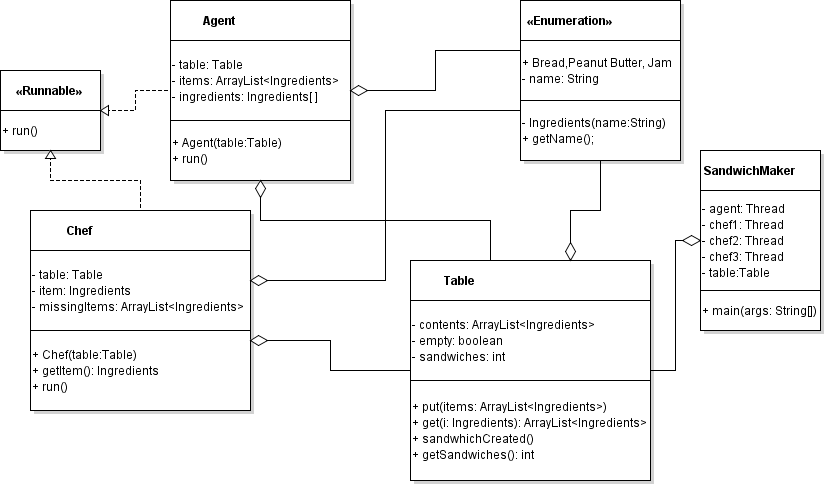 Agent
- table: Table
- items: ArrayList<Ingredients>
- ingredients: Ingredients[ ]
+ Agent(table:Table)
+ run()
«Enumeration»
+ Bread,Peanut Butter, Jam
- name: String
- Ingredients(name:String)
+ getName();
«Runnable»
+ run()
SandwichMaker
- agent: Thread
- chef1: Thread
- chef2: Thread
- chef3: Thread
- table:Table
+ main(args: String[])
Chef
- table: Table
- item: Ingredients
- missingItems: ArrayList<Ingredients>
+ Chef(table:Table)
+ getItem(): Ingredients
+ run()
Table
- contents: ArrayList<Ingredients>
- empty: boolean
- sandwiches: int
+ put(items: ArrayList<Ingredients>)
+ get(i: Ingredients): ArrayList<Ingredients>
+ sandwhichCreated()
+ getSandwiches(): int